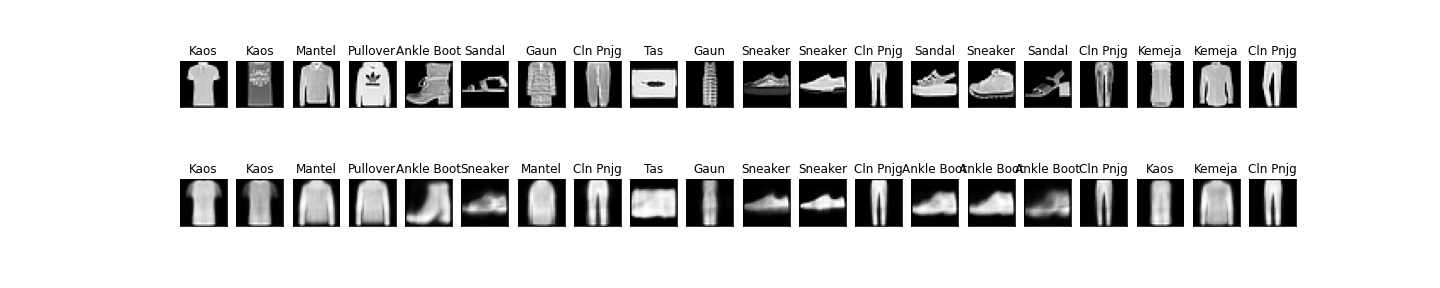 Kaos Kaos Mantel Pullover Ankle Boot Sandal Gaun Cln Pnjg Tas Gaun Sneaker Sneaker Cln Pnjg Sandal Sneaker Sandal Cln Pnjg Kemeja Kemeja Cln Pnjg
Kaos Kaos Mantel Pullover Ankle Boot Sneaker Mantel Cln Pnjg Tas Gaun Sneaker Sneaker Cln Pnjg Ankle Boot Ankle Boot Ankle Boot Cln Pnjg Kaos Kemeja Cln Pnjg